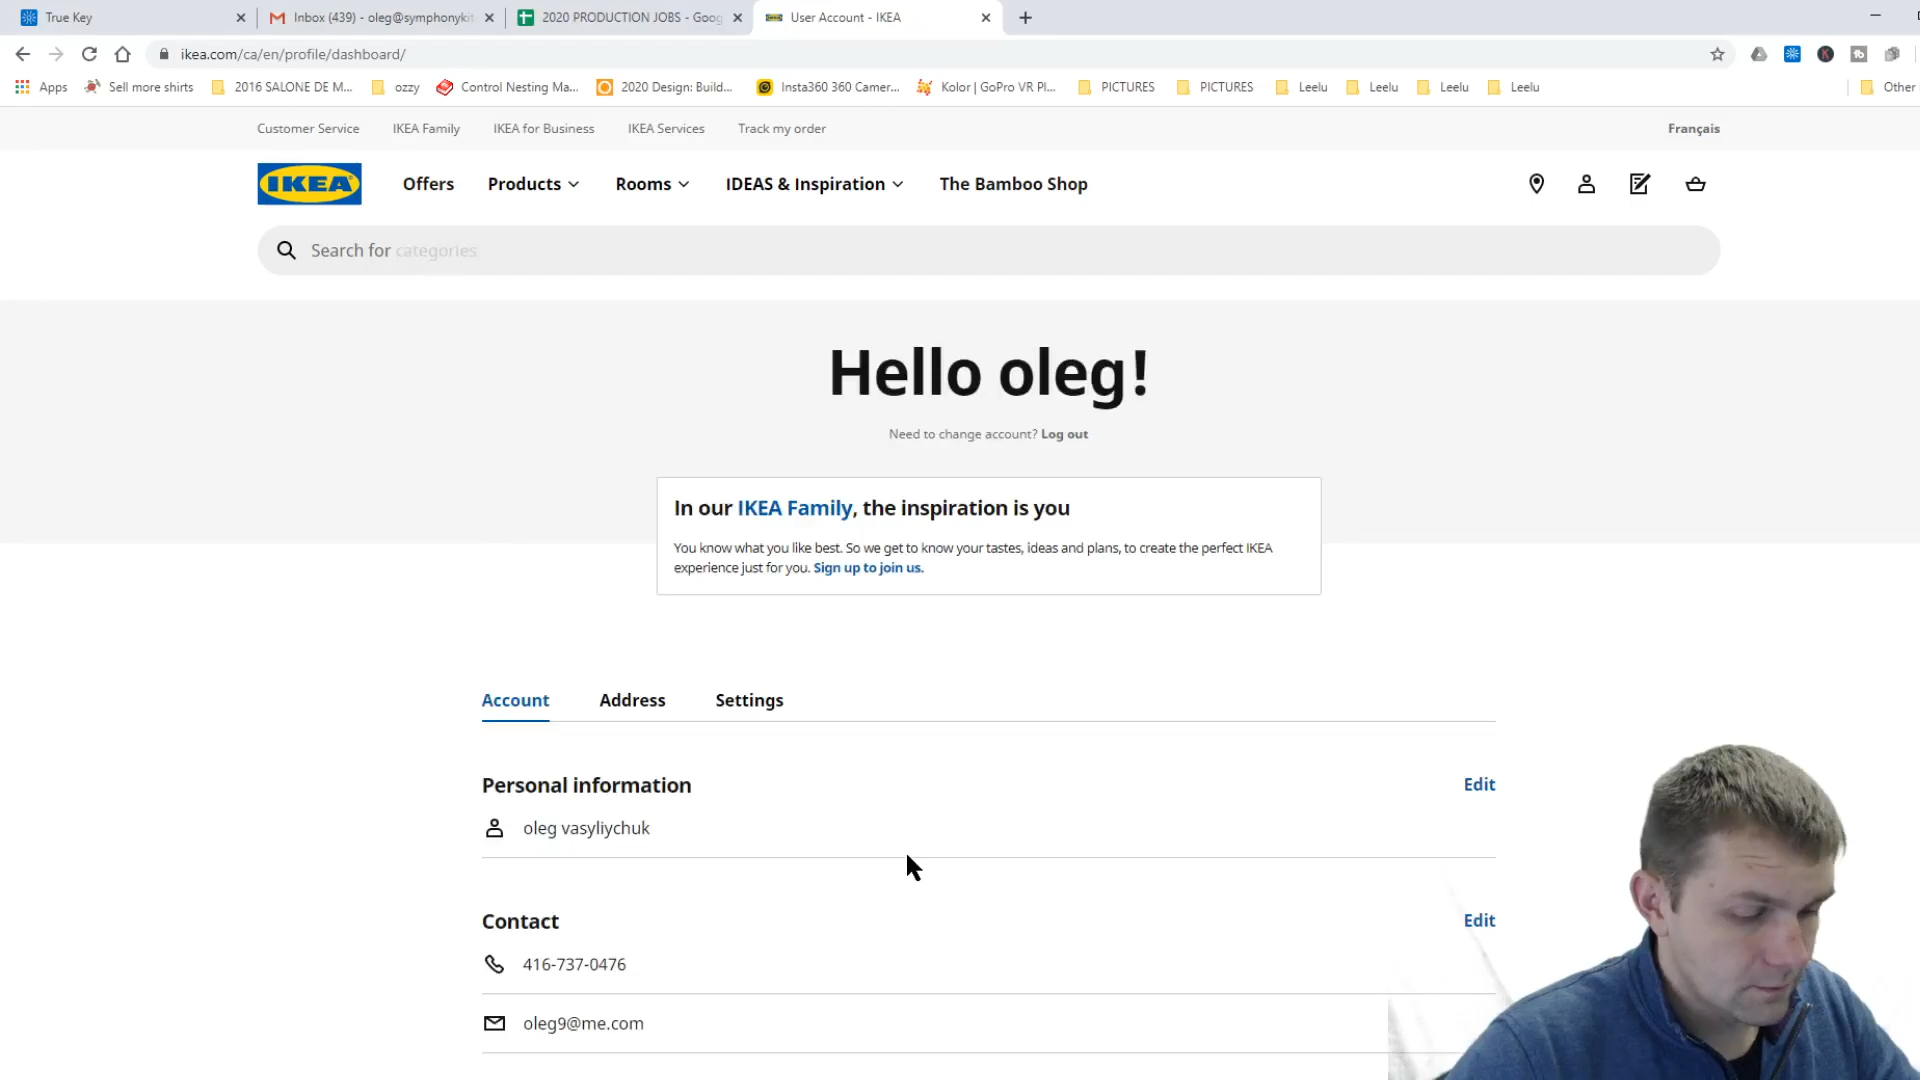 True Key
Inbox (439) - oleg@symphonykit
2020 PRODUCTION JOBS - Goog
User Account - IKEA
ikea.com/ca/en/profile/dashboard/
Apps
Sell more shirts
2016 SALONE DE M...
ozzy
Control Nesting Ma...
2020 Design: Build...
Insta360 360 Camer...
Kolor | GoPro VR Pl...
PICTURES
PICTURES
Leelu
Leelu
Leelu
Leelu
Other
Customer Service
IKEA Family
IKEA for Business
IKEA Services
Track my order
Français
IKEA
Offers
Products
Rooms
IDEAS & Inspiration
The Bamboo Shop
Search for categories
Hello oleg!
Need to change account? Log out
In our IKEA Family, the inspiration is you
You know what you like best. So we get to know your tastes, ideas and plans, to create the perfect IKEA
experience just for you. Sign up to join us.
Account
Address
Settings
Personal information
Edit
oleg vasyliychuk
Contact
Edit
416-737-0476
oleg9@me.com